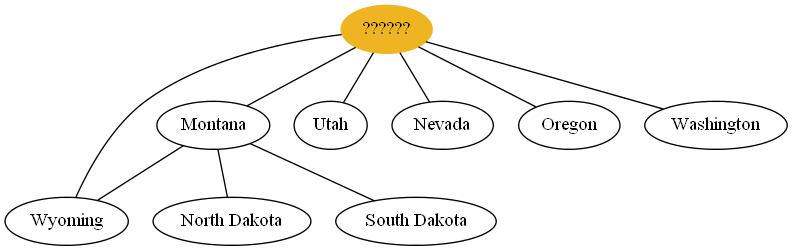 ??????
Montana
Utah
Nevada
Oregon
Washington
Wyoming
North Dakota
South Dakota